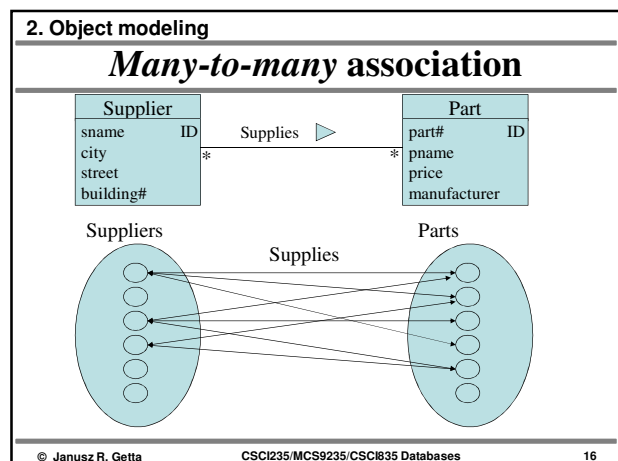 2. Object modeling
Many-to-many association
Supplier
sname ID
city
street
building#
Supplies
*
*
Part
part# ID
pname
price
manufacturer
Suppliers
Supplies
Parts
© Janusz R. Getta CSCI235/MCS9235/CSCI835 Databases 16